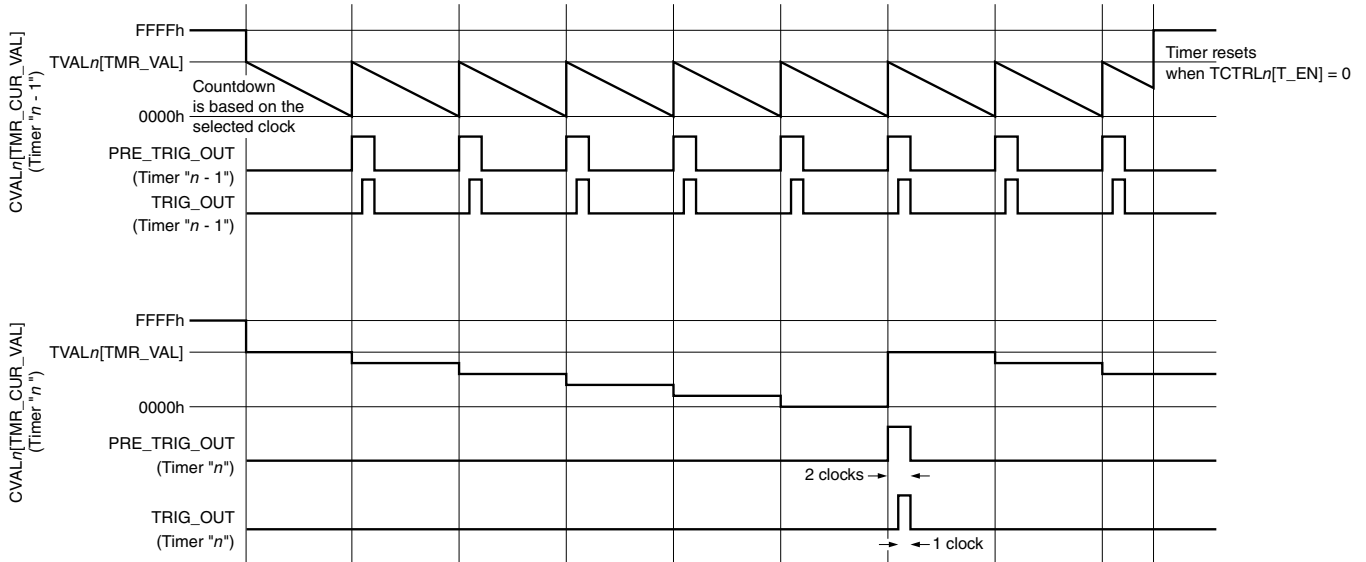 CVALn[TMR_CUR_VAL]
(Timer "n - 1")
FFFFh
TVALn[TMR_VAL]
Countdown
is based on the
selected clock
0000h
Timer resets
when TCTRLn[T_EN] = 0
PRE_TRIG_OUT
(Timer "n - 1")
TRIG_OUT
(Timer "n - 1")
CVALn[TMR_CUR_VAL]
(Timer "n")
FFFFh
TVALn[TMR_VAL]
0000h
PRE_TRIG_OUT
(Timer "n")
2 clocks
TRIG_OUT
(Timer "n")
1 clock